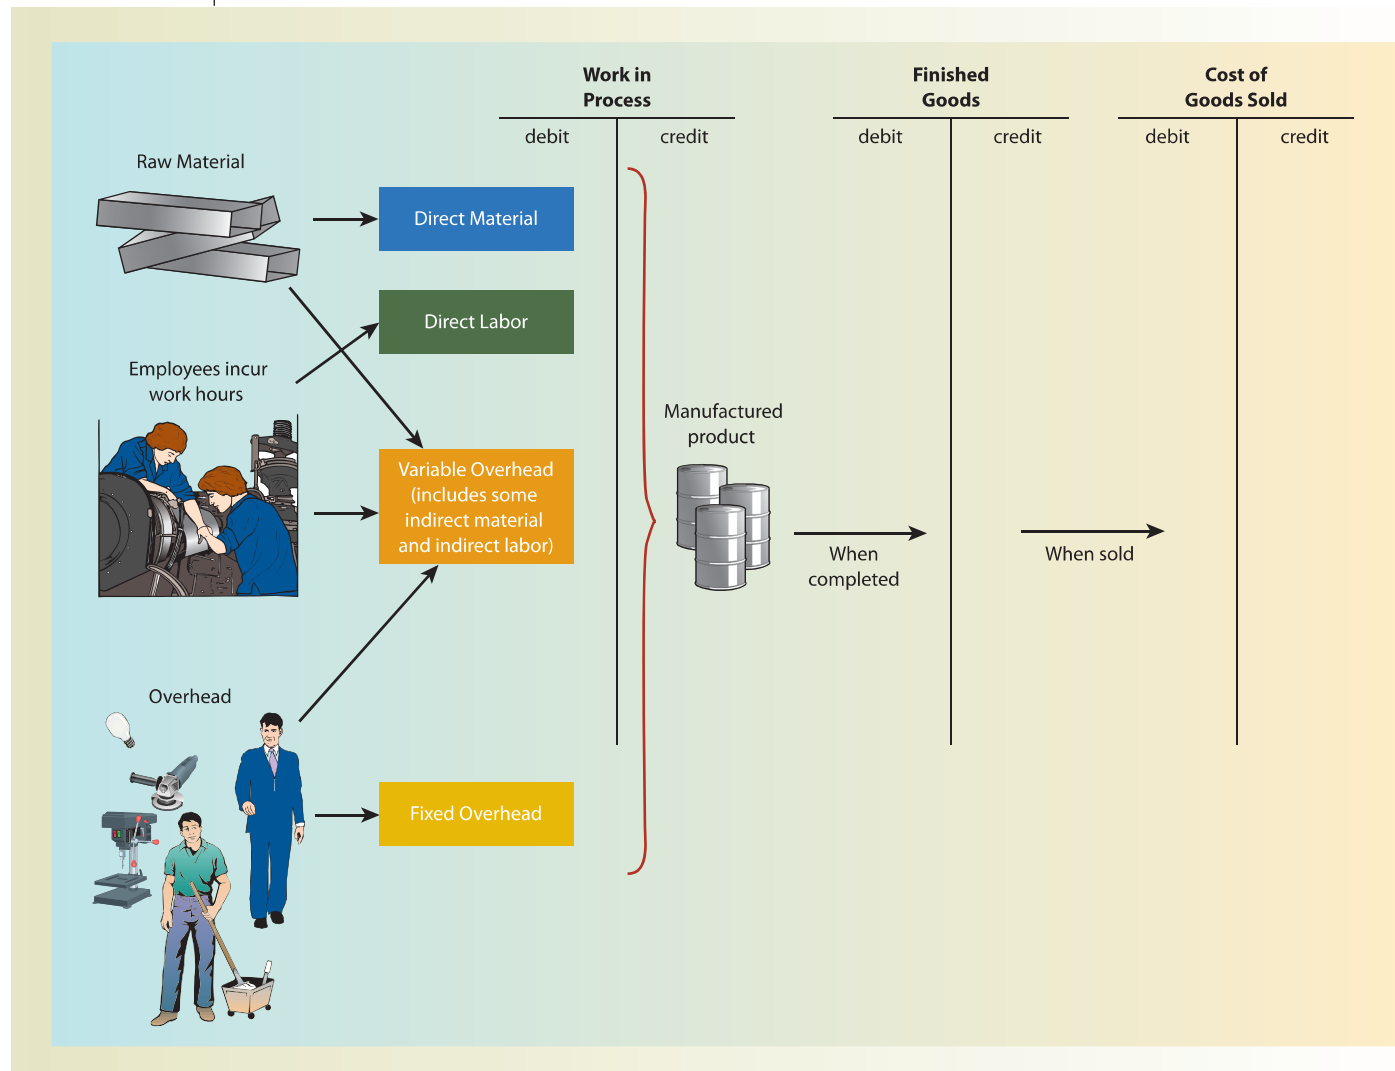 Work in
Process
Finished
Goods
Cost of
Goods Sold
debit
credit
debit
credit
debit
credit
Raw Material
Direct Material
Direct Labor
Employees incur
work hours
Variable Overhead
(includes some
indirect material
and indirect labor)
Manufactured
product
When
completed
When sold
Overhead
Fixed Overhead